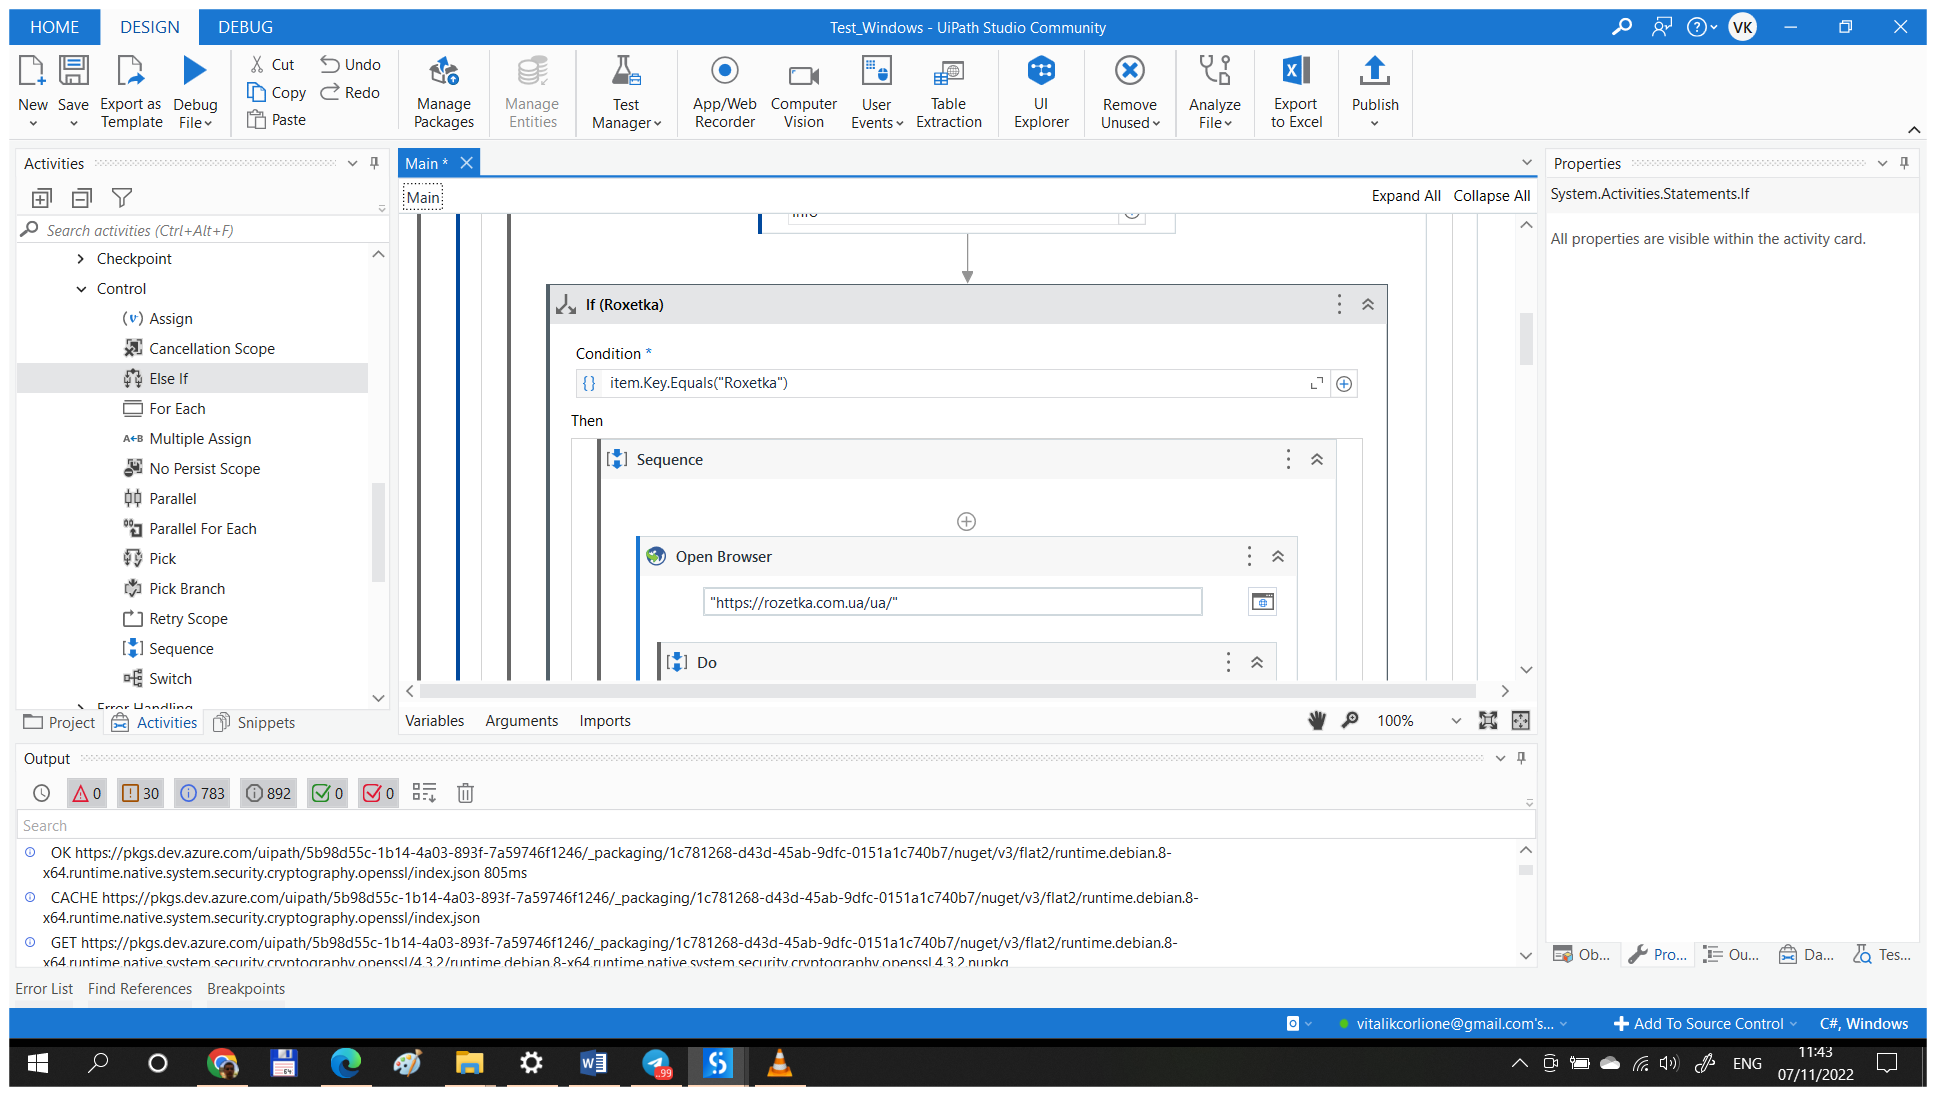 HOME DESIGN DEBUG Test_Windows - UiPath Studio Community VK
New Save Export as Template Debug File Cut Copy Paste Undo Redo Manage Packages Manage Entities Test Manager App/Web Recorder Computer Vision User Events Table Extraction UI Explorer Remove Unused Analyze File Export to Excel Publish
Activities
Search activities (Ctrl+Alt+F)
Checkpoint
Control
(v) Assign
Cancellation Scope
Else If
For Each
A←B Multiple Assign
No Persist Scope
Parallel
Parallel For Each
Pick
Pick Branch
Retry Scope
Sequence
Switch
Error Handling
Project Activities Snippets
Main *
Main Expand All Collapse All
Info
If (Roxetka)
Condition *
{} item.Key.Equals("Roxetka")
Then
Sequence
Open Browser
"https://rozetka.com.ua/ua/"
Do
Variables Arguments Imports 100%
Properties
System.Activities.Statements.If
All properties are visible within the activity card.
Ob... Pro... Ou... Da... Tes...
Output
0 30 783 892 0 0
Search
OK https://pkgs.dev.azure.com/uipath/5b98d55c-1b14-4a03-893f-7a59746f1246/_packaging/1c781268-d43d-45ab-9dfc-0151a1c740b7/nuget/v3/flat2/runtime.debian.8-
x64.runtime.native.system.security.cryptography.openssl/index.json 805ms
CACHE https://pkgs.dev.azure.com/uipath/5b98d55c-1b14-4a03-893f-7a59746f1246/_packaging/1c781268-d43d-45ab-9dfc-0151a1c740b7/nuget/v3/flat2/runtime.debian.8-
x64.runtime.native.system.security.cryptography.openssl/index.json
GET https://pkgs.dev.azure.com/uipath/5b98d55c-1b14-4a03-893f-7a59746f1246/_packaging/1c781268-d43d-45ab-9dfc-0151a1c740b7/nuget/v3/flat2/runtime.debian.8-
x64.runtime.native.system.security.cryptography.openssl/4.3.2/runtime.debian.8-x64.runtime.native.system.security.cryptography.openssl.4.3.2.nupkg
Error List Find References Breakpoints
vitalikcorlione@gmail.com's... Add To Source Control C#, Windows
64 .99 ENG 11:43
07/11/2022